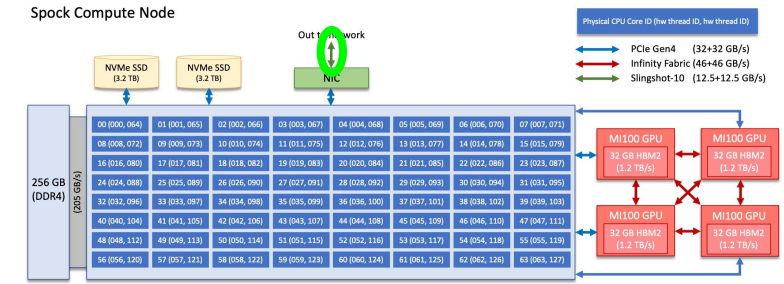 Spock Compute Node
Physical CPU Core ID (hw thread ID, hw thread ID)
Out to network
PCIe Gen4 (32+32 GB/s)
Infinity Fabric (46+46 GB/s)
Slingshot-10 (12.5+12.5 GB/s)
NVMe SSD
(3.2 TB)
NVMe SSD
(3.2 TB)
NIC
256 GB
(DDR4)
(205 GB/s)
00 (000, 064) 01 (001, 065) 02 (002, 066) 03 (003, 067) 04 (004, 068) 05 (005, 069) 06 (006, 070) 07 (007, 071)
08 (008, 072) 09 (009, 073) 10 (010, 074) 11 (011, 075) 12 (012, 076) 13 (013, 077) 14 (014, 078) 15 (015, 079)
16 (016, 080) 17 (017, 081) 18 (018, 082) 19 (019, 083) 20 (020, 084) 21 (021, 085) 22 (022, 086) 23 (023, 087)
24 (024, 088) 25 (025, 089) 26 (026, 090) 27 (027, 091) 28 (028, 092) 29 (029, 093) 30 (030, 094) 31 (031, 095)
32 (032, 096) 33 (033, 097) 34 (034, 098) 35 (035, 099) 36 (036, 100) 37 (037, 101) 38 (038, 102) 39 (039, 103)
40 (040, 104) 41 (041, 105) 42 (042, 106) 43 (043, 107) 44 (044, 108) 45 (045, 109) 46 (046, 110) 47 (047, 111)
48 (048, 112) 49 (049, 113) 50 (050, 114) 51 (051, 115) 52 (052, 116) 53 (053, 117) 54 (054, 118) 55 (055, 119)
56 (056, 120) 57 (057, 121) 58 (058, 122) 59 (059, 123) 60 (060, 124) 61 (061, 125) 62 (062, 126) 63 (063, 127)
MI100 GPU
32 GB HBM2
(1.2 TB/s)
MI100 GPU
32 GB HBM2
(1.2 TB/s)
MI100 GPU
32 GB HBM2
(1.2 TB/s)
MI100 GPU
32 GB HBM2
(1.2 TB/s)